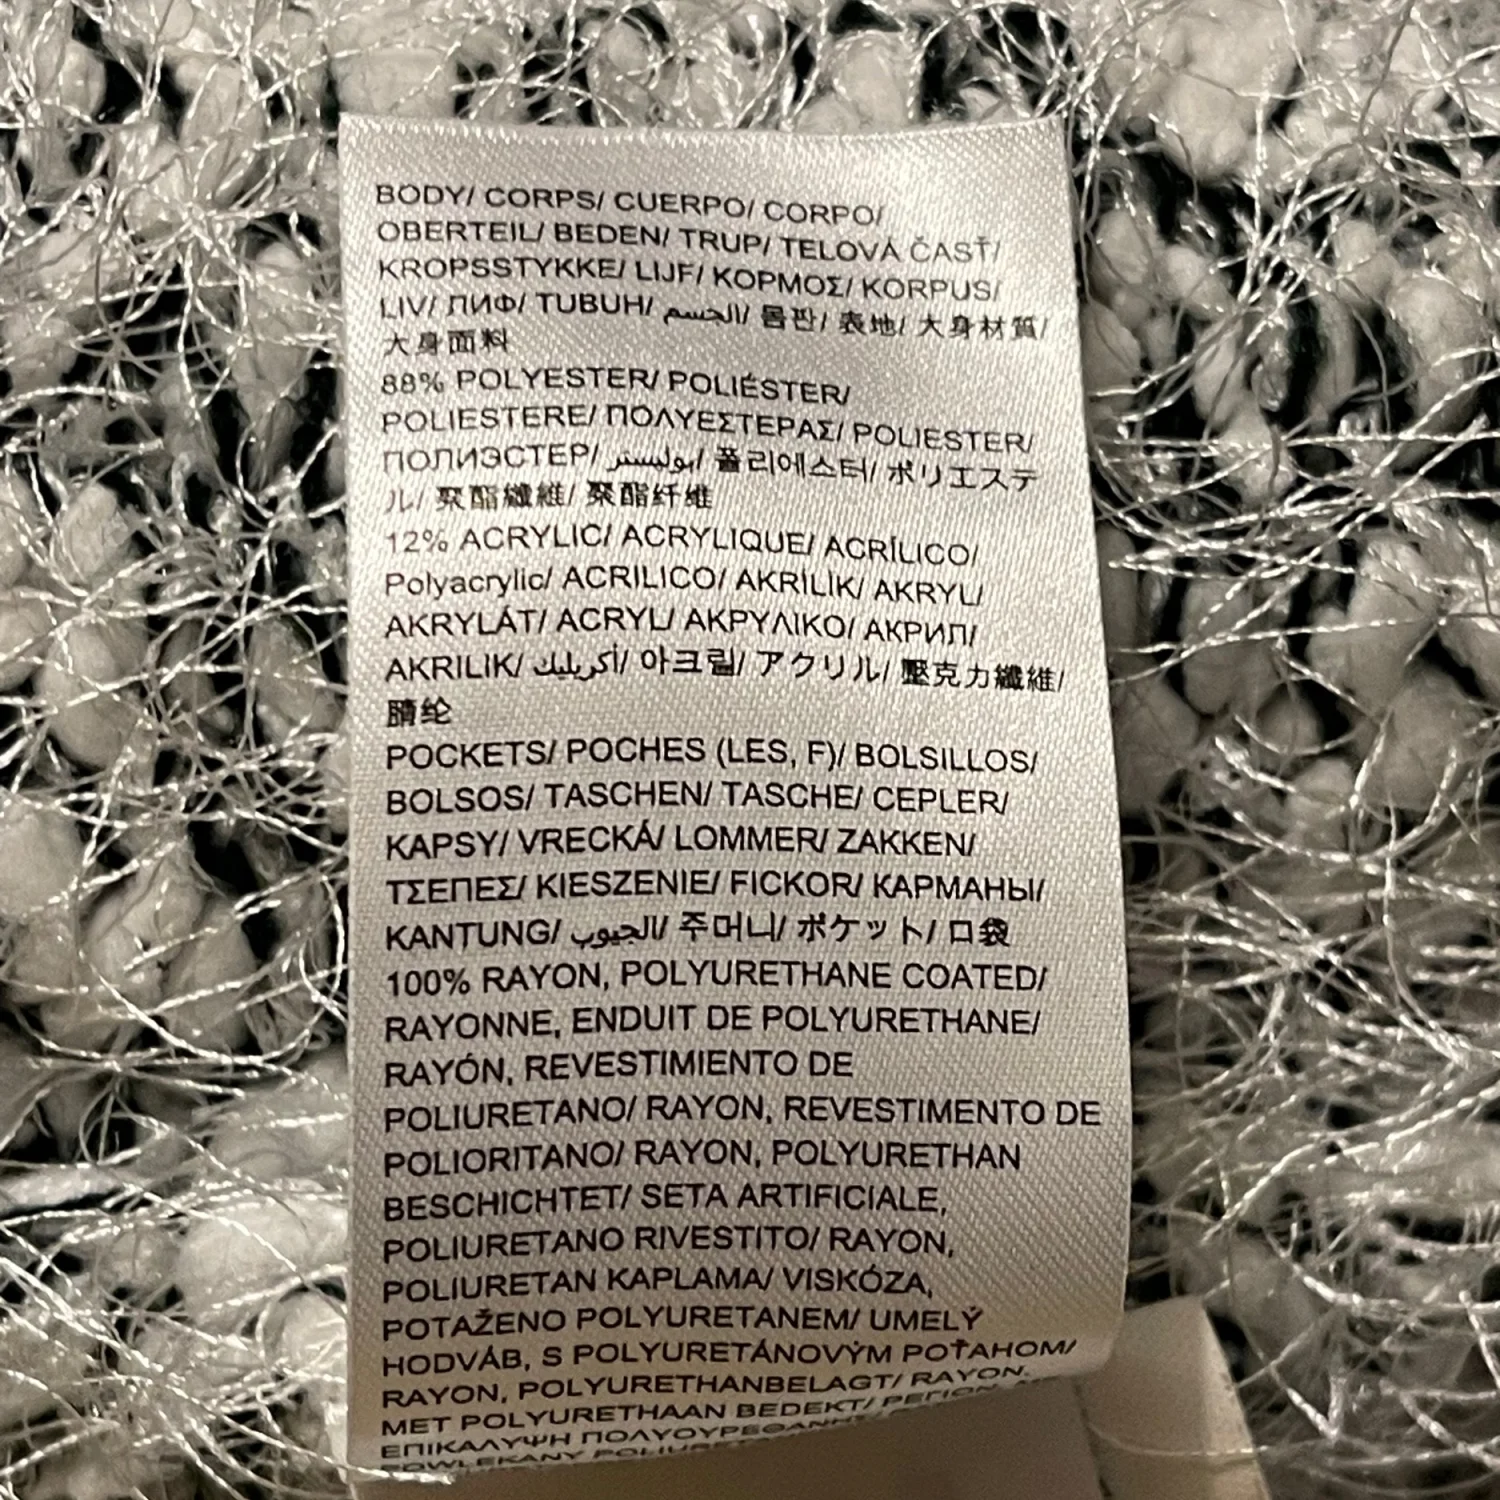 BODY/ CORPS/ CUERPO/ CORPO/
OBERTEIL/ BEDEN/ TRUP/ TELOVÁ ČASŤ/
KROPSSTYKKE/ LIJF/ ΚΟΡΜΟΣ/ KORPUS/
LIV/ ЛИФ/ TUBUH/ الجسم/ 몸판/ 表地/ 大身材質/
大身面料
88% POLYESTER/ POLIÉSTER/
POLIESTERE/ ΠΟΛΥΕΣΤΕΡΑΣ/ POLIESTER/
ПОЛИЭСТЕР/ بوليستر/ 폴리에스터/ ポリエステ
ル/ 聚酯纖維/ 聚酯纤维
12% ACRYLIC/ ACRYLIQUE/ ACRÍLICO/
Polyacrylic/ ACRILICO/ AKRİLİK/ AKRYL/
AKRYLÁT/ ACRYL/ ΑΚΡΥΛΙΚΟ/ АКРИЛ/
AKRILIK/ أكريليك/ 아크릴/ アクリル/ 壓克力纖維/
腈纶
POCKETS/ POCHES (LES, F)/ BOLSILLOS/
BOLSOS/ TASCHEN/ TASCHE/ CEPLER/
KAPSY/ VRECKÁ/ LOMMER/ ZAKKEN/
ΤΣΕΠΕΣ/ KIESZENIE/ FICKOR/ КАРМАНЫ/
KANTUNG/ الجيوب/ 주머니/ ポケット/ 口袋
100% RAYON, POLYURETHANE COATED/
RAYONNE, ENDUIT DE POLYURETHANE/
RAYÓN, REVESTIMIENTO DE
POLIURETANO/ RAYON, REVESTIMENTO DE
POLIORITANO/ RAYON, POLYURETHAN
BESCHICHTET/ SETA ARTIFICIALE,
POLIURETANO RIVESTITO/ RAYON,
POLIURETAN KAPLAMA/ VISKÓZA,
POTAŽENO POLYURETANEM/ UMELÝ
HODVÁB, S POLYURETÁNOVÝM POŤAHOM/
RAYON, POLYURETHANBELAGT/ RAYON,
MET POLYURETHAAN BEDEKT/
ΕΠΙΚΑΛΥΨΗ